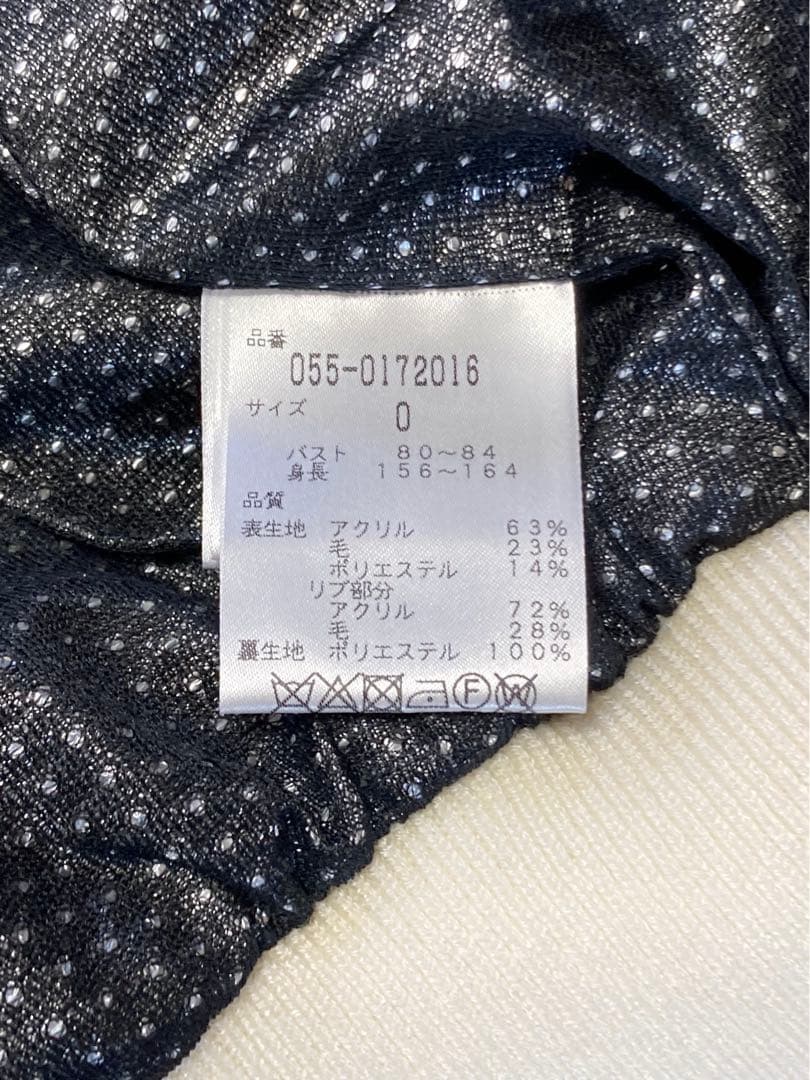 品番
055-0172016
サイズ 0
バスト 80~84
身長 156~164
品質
表生地 アクリル 63%
毛 23%
ポリエステル 14%
リブ部分
アクリル 72%
毛 28%
裏生地 ポリエステル 100%
F W